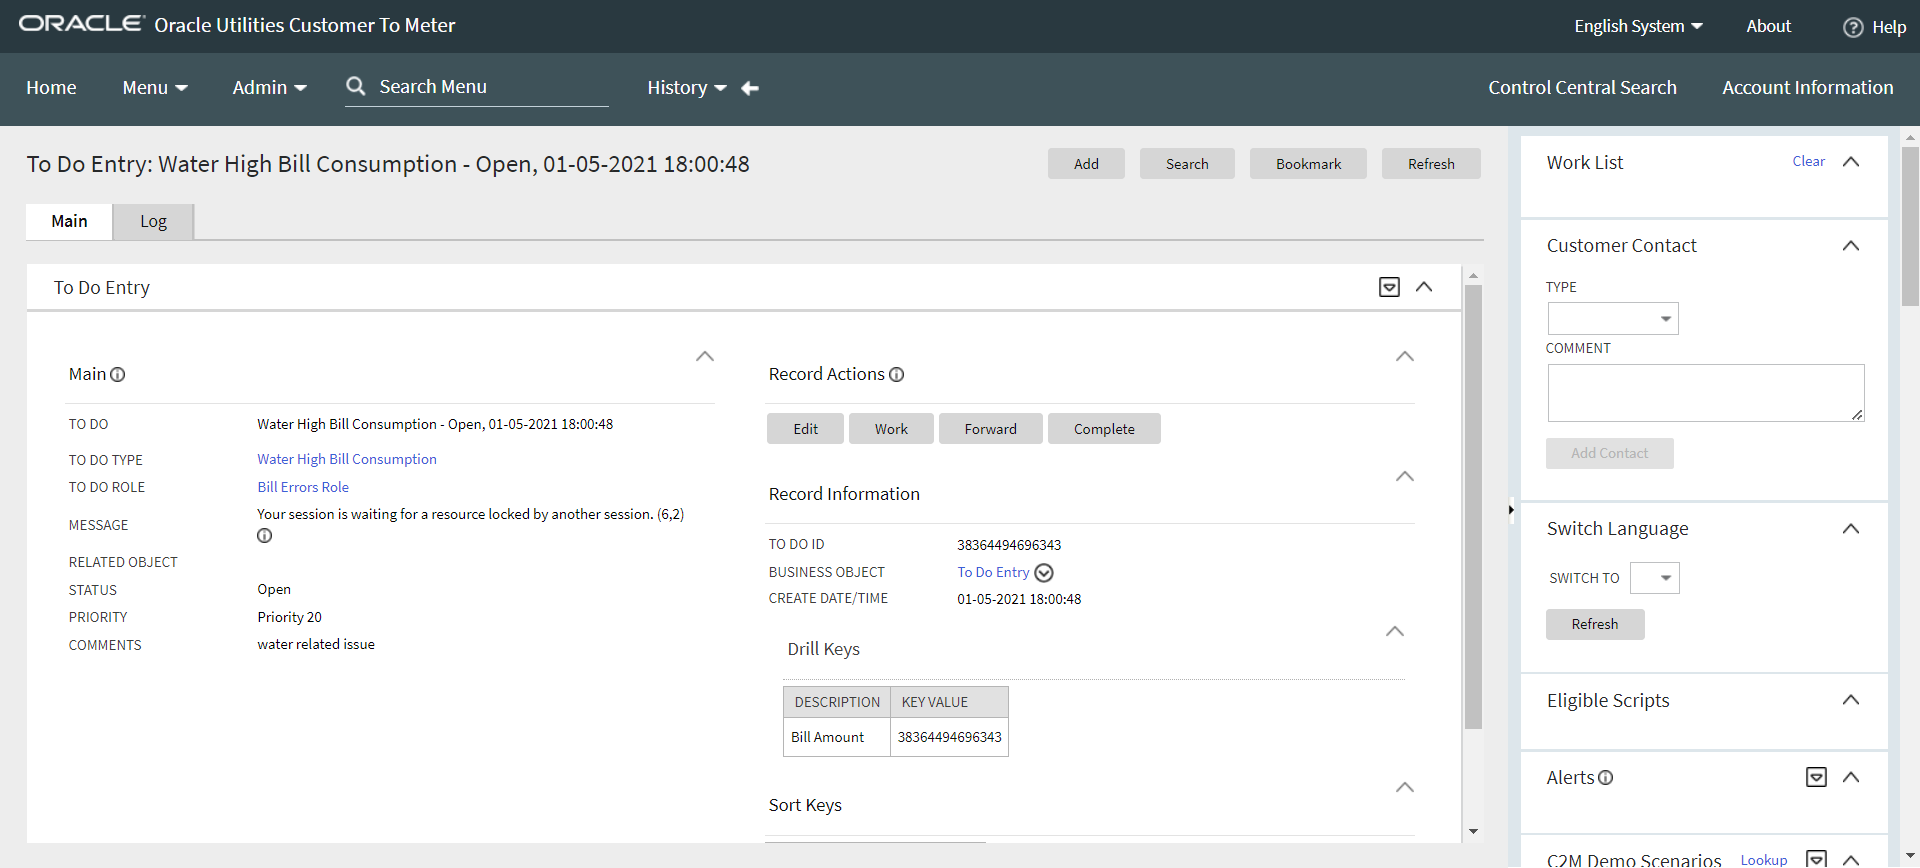 ORACLE Oracle Utilities Customer To Meter
English System About Help
Home Menu Admin Search Menu History Control Central Search Account Information
To Do Entry: Water High Bill Consumption - Open, 01-05-2021 18:00:48
Add Search Bookmark Refresh
Main Log
To Do Entry
Main
TO DO Water High Bill Consumption - Open, 01-05-2021 18:00:48
TO DO TYPE Water High Bill Consumption
TO DO ROLE Bill Errors Role
MESSAGE Your session is waiting for a resource locked by another session. (6,2)
RELATED OBJECT
STATUS Open
PRIORITY Priority 20
COMMENTS water related issue
Record Actions
Edit Work Forward Complete
Record Information
TO DO ID 38364494696343
BUSINESS OBJECT To Do Entry
CREATE DATE/TIME 01-05-2021 18:00:48
Drill Keys
DESCRIPTION KEY VALUE
Bill Amount 38364494696343
Sort Keys
Work List Clear
Customer Contact
TYPE
COMMENT
Add Contact
Switch Language
SWITCH TO
Refresh
Eligible Scripts
Alerts
C2M Demo Scenarios Lookup